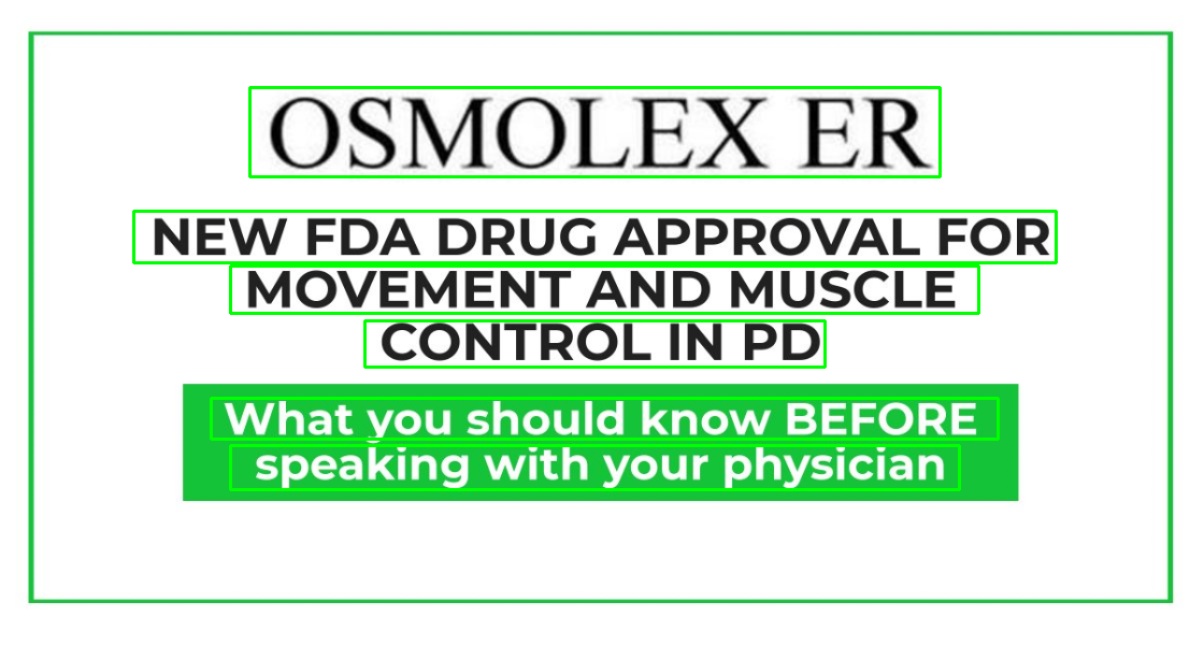 OSMOLEX ER
NEW FDA DRUG APPROVAL FOR
MOVEMENT AND MUSCLE
CONTROL IN PD
What you should know BEFORE
speaking with your physician